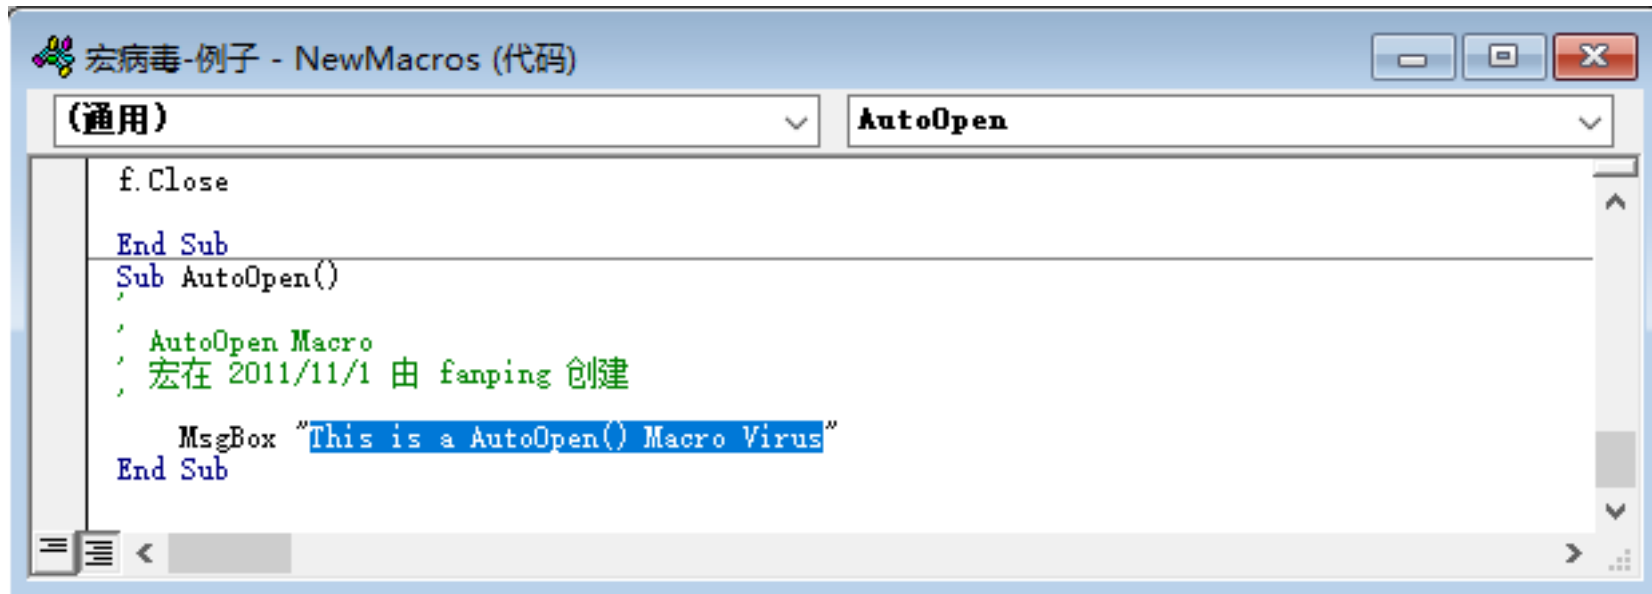 宏病毒-例子 - NewMacros (代码)
(通用)
AutoOpen
f.Close
End Sub
Sub AutoOpen()
'
' AutoOpen Macro
' 宏在 2011/11/1 由 fanping 创建
'
MsgBox "This is a AutoOpen() Macro Virus"
End Sub